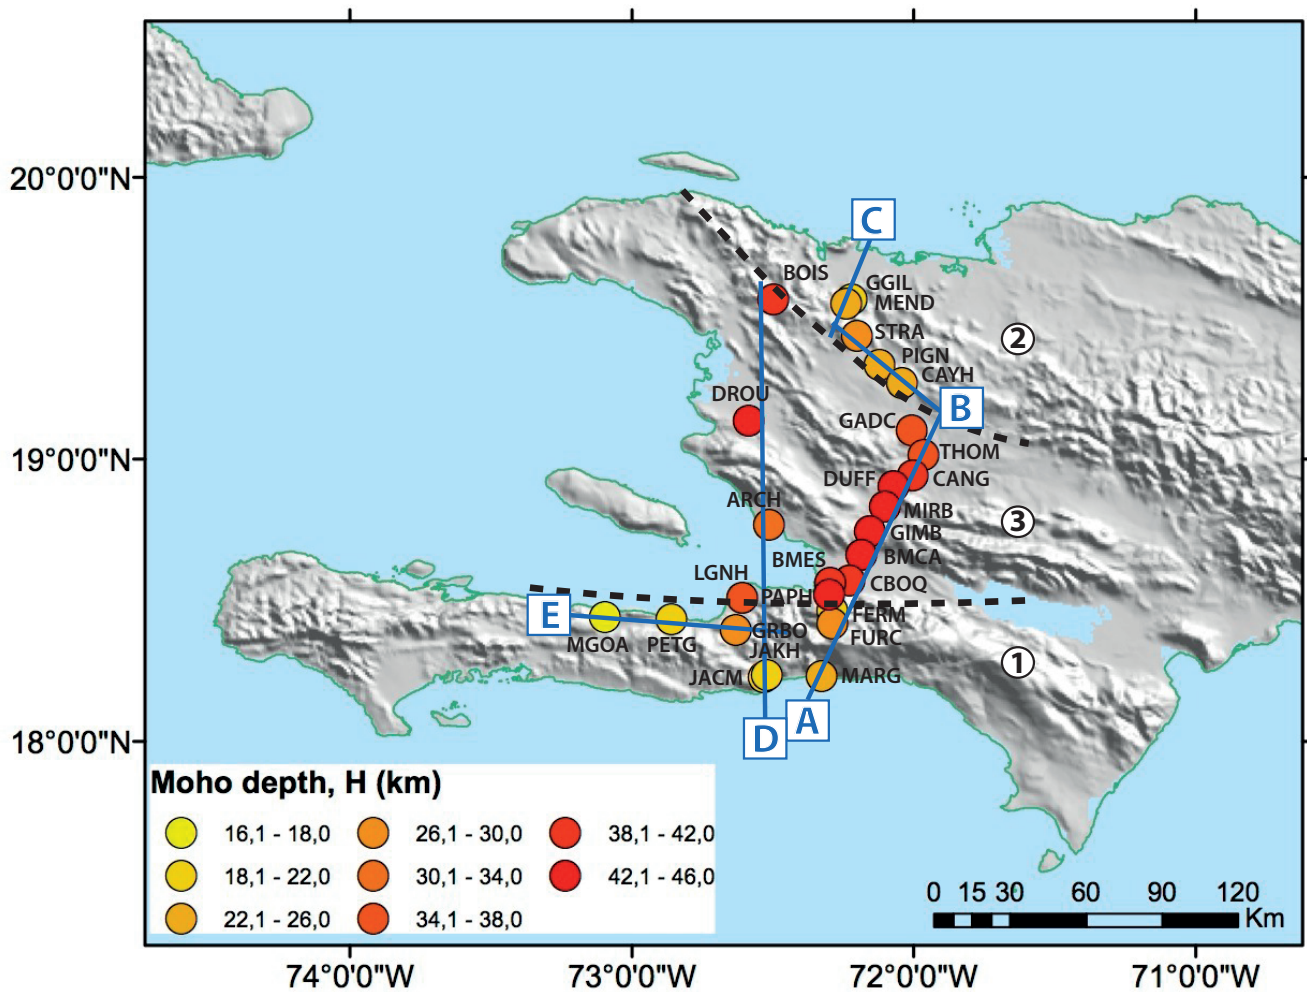 20°0'0"N
19°0'0"N
18°0'0"N
C
BOIS
GGIL
MEND
STRA
2
PIGN
CAYH
DROU
B
GADC
THOM
DUFF
CANG
ARCH
MIRB
3
GIMB
BMES
BMCA
LGNH
CBOQ
PAPH
E
FERM
MGOA
PETG
GRBO
FURC
JAKH
1
JACM
MARG
D
A
Moho depth, H (km)
16,1 - 18,0
26,1 - 30,0
38,1 - 42,0
18,1 - 22,0
30,1 - 34,0
42,1 - 46,0
22,1 - 26,0
34,1 - 38,0
0 15 30 60 90 120
Km
74°0'0"W
73°0'0"W
72°0'0"W
71°0'0"W